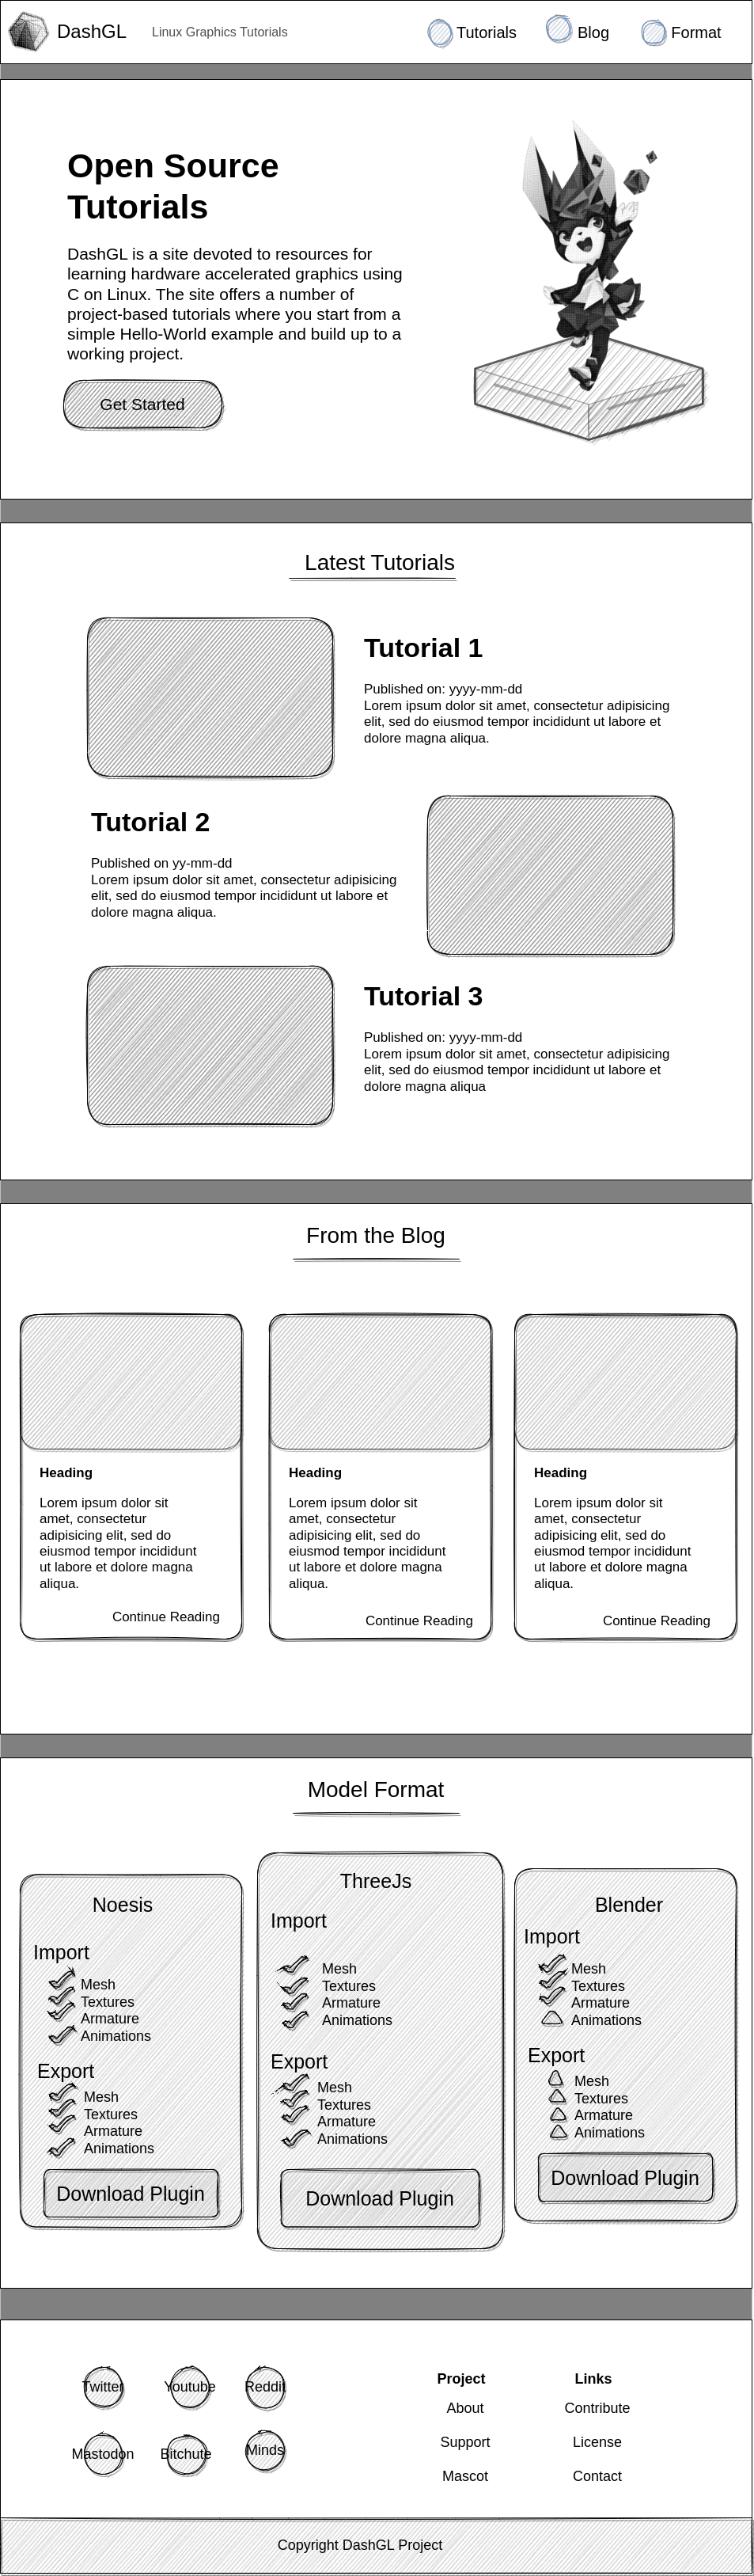 DashGL
Linux Graphics Tutorials
Tutorials
Blog
Format
Open Source
Tutorials
DashGL is a site devoted to resources for
learning hardware accelerated graphics using
C on Linux. The site offers a number of
project-based tutorials where you start from a
simple Hello-World example and build up to a
working project.
Get Started
Latest Tutorials
Tutorial 1
Published on: yyyy-mm-dd
Lorem ipsum dolor sit amet, consectetur adipisicing
elit, sed do eiusmod tempor incididunt ut labore et
dolore magna aliqua.
Tutorial 2
Published on yy-mm-dd
Lorem ipsum dolor sit amet, consectetur adipisicing
elit, sed do eiusmod tempor incididunt ut labore et
dolore magna aliqua.
Tutorial 3
Published on: yyyy-mm-dd
Lorem ipsum dolor sit amet, consectetur adipisicing
elit, sed do eiusmod tempor incididunt ut labore et
dolore magna aliqua
From the Blog
Heading
Lorem ipsum dolor sit
amet, consectetur
adipisicing elit, sed do
eiusmod tempor incididunt
ut labore et dolore magna
aliqua.
Continue Reading
Heading
Lorem ipsum dolor sit
amet, consectetur
adipisicing elit, sed do
eiusmod tempor incididunt
ut labore et dolore magna
aliqua.
Continue Reading
Heading
Lorem ipsum dolor sit
amet, consectetur
adipisicing elit, sed do
eiusmod tempor incididunt
ut labore et dolore magna
aliqua.
Continue Reading
Model Format
Noesis
Import
Mesh
Textures
Armature
Animations
Export
Mesh
Textures
Armature
Animations
Download Plugin
ThreeJs
Import
Mesh
Textures
Armature
Animations
Export
Mesh
Textures
Armature
Animations
Download Plugin
Blender
Import
Mesh
Textures
Armature
Animations
Export
Mesh
Textures
Armature
Animations
Download Plugin
Twitter
Youtube
Reddit
Mastodon
Bitchute
Minds
Project
About
Support
Mascot
Links
Contribute
License
Contact
Copyright DashGL Project